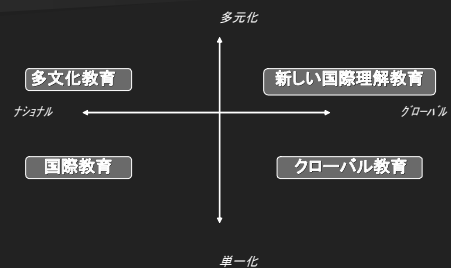 多元化
多文化教育
新しい国際理解教育
ナショナル
グローバル
国際教育
クローバル教育
単一化